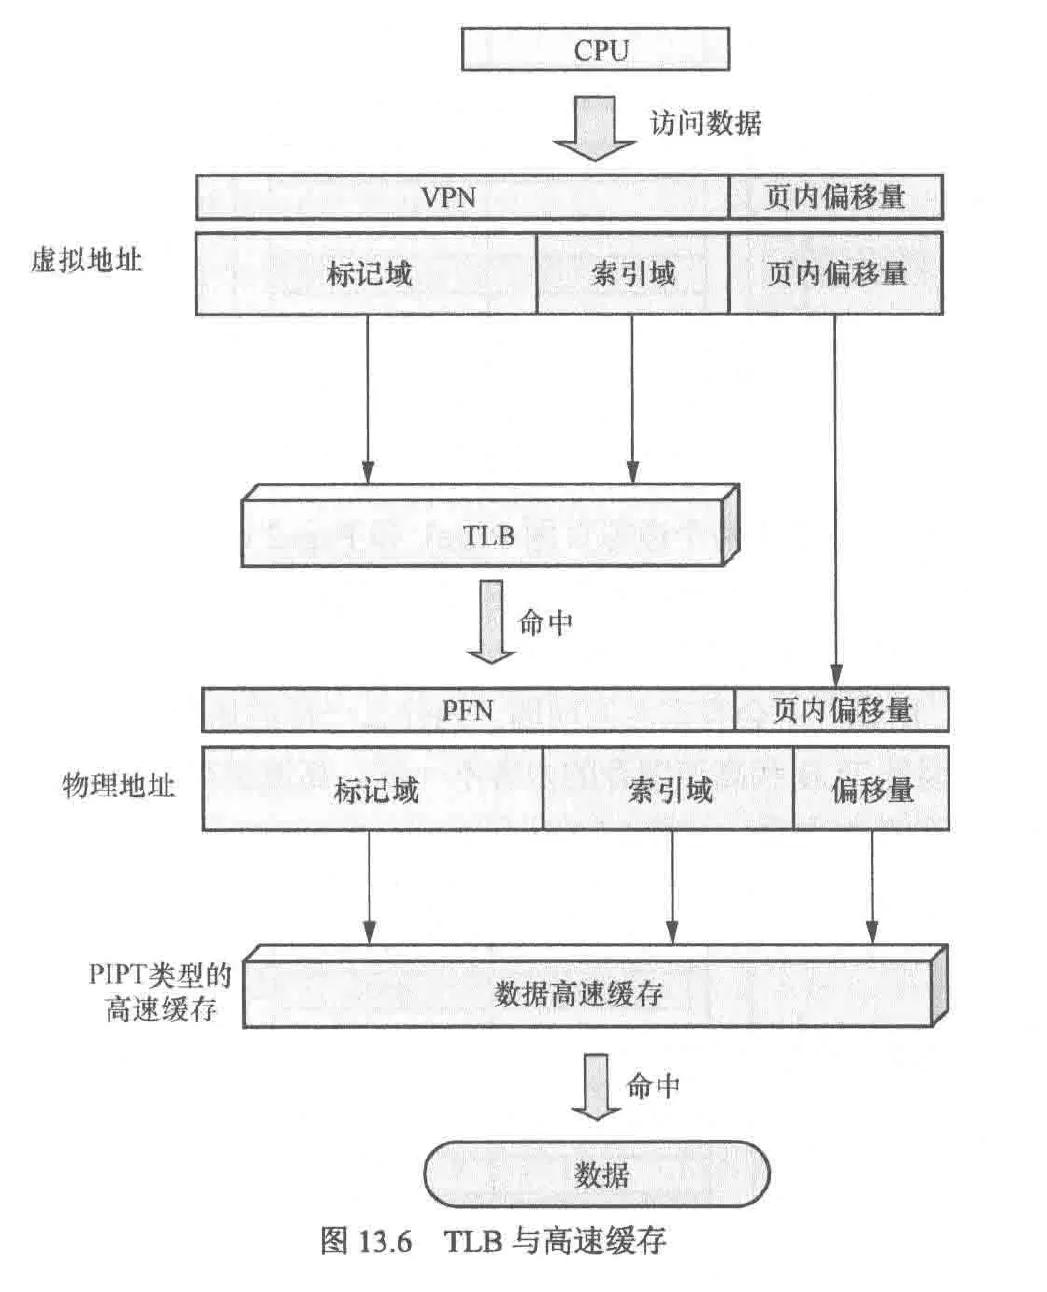 CPU
访问数据
VPN 页内偏移量
虚拟地址
标记域 索引域 页内偏移量
TLB
命中
PFN 页内偏移量
物理地址
标记域 索引域 偏移量
PIPT类型的
高速缓存
数据高速缓存
命中
数据
图 13.6 TLB 与高速缓存